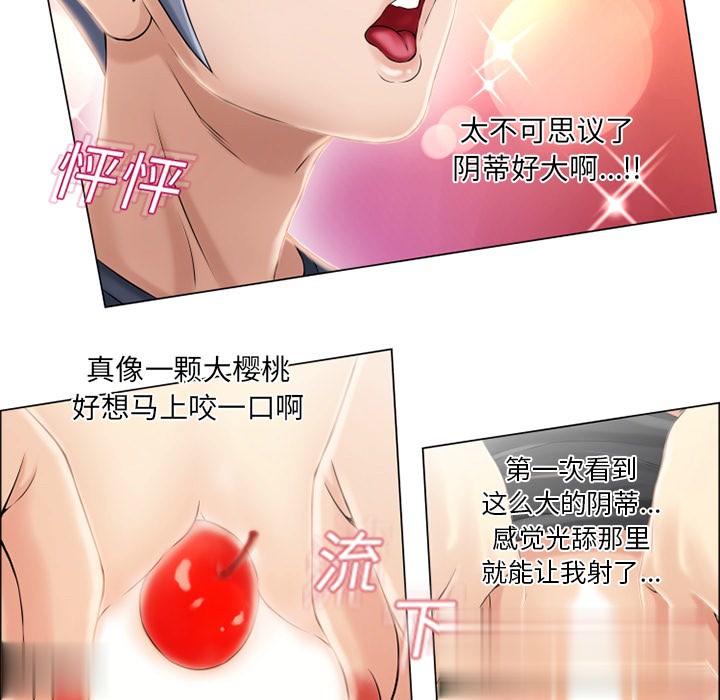 太不可思议了
阴蒂好大啊...!!
怦怦
真像一颗大樱桃
好想马上咬一口啊
第一次看到
这么大的阴蒂...
感觉光舔那里
就能让我射了...
流
下